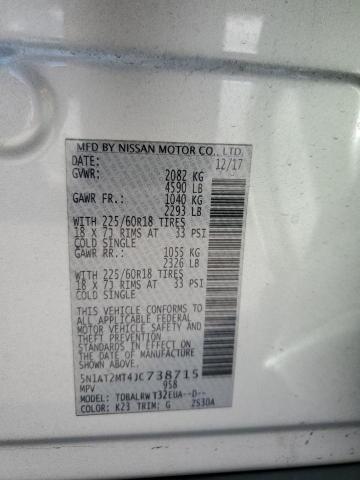 MFD BY NISSAN MOTOR CO., LTD.
DATE: 12/17
GVWR: 2082 KG
4590 LB
GAWR FR.: 1040 KG
2293 LB
WITH 225/60R18 TIRES
18 X 7J RIMS AT 33 PSI
COLD SINGLE
GAWR RR.: 1055 KG
2326 LB
WITH 225/60R18 TIRES
18 X 7J RIMS AT 33 PSI
COLD SINGLE
THIS VEHICLE CONFORMS TO
ALL APPLICABLE FEDERAL
MOTOR VEHICLE SAFETY AND
THEFT PREVENTION
STANDARDS IN EFFECT ON
THE DATE OF MANUFACTURE
SHOWN ABOVE.
5N1AT2MT4JC738715
MPV 958
MODEL: TDBALRWT32EUA--D--
COLOR: K23 TRIM: G 2530A